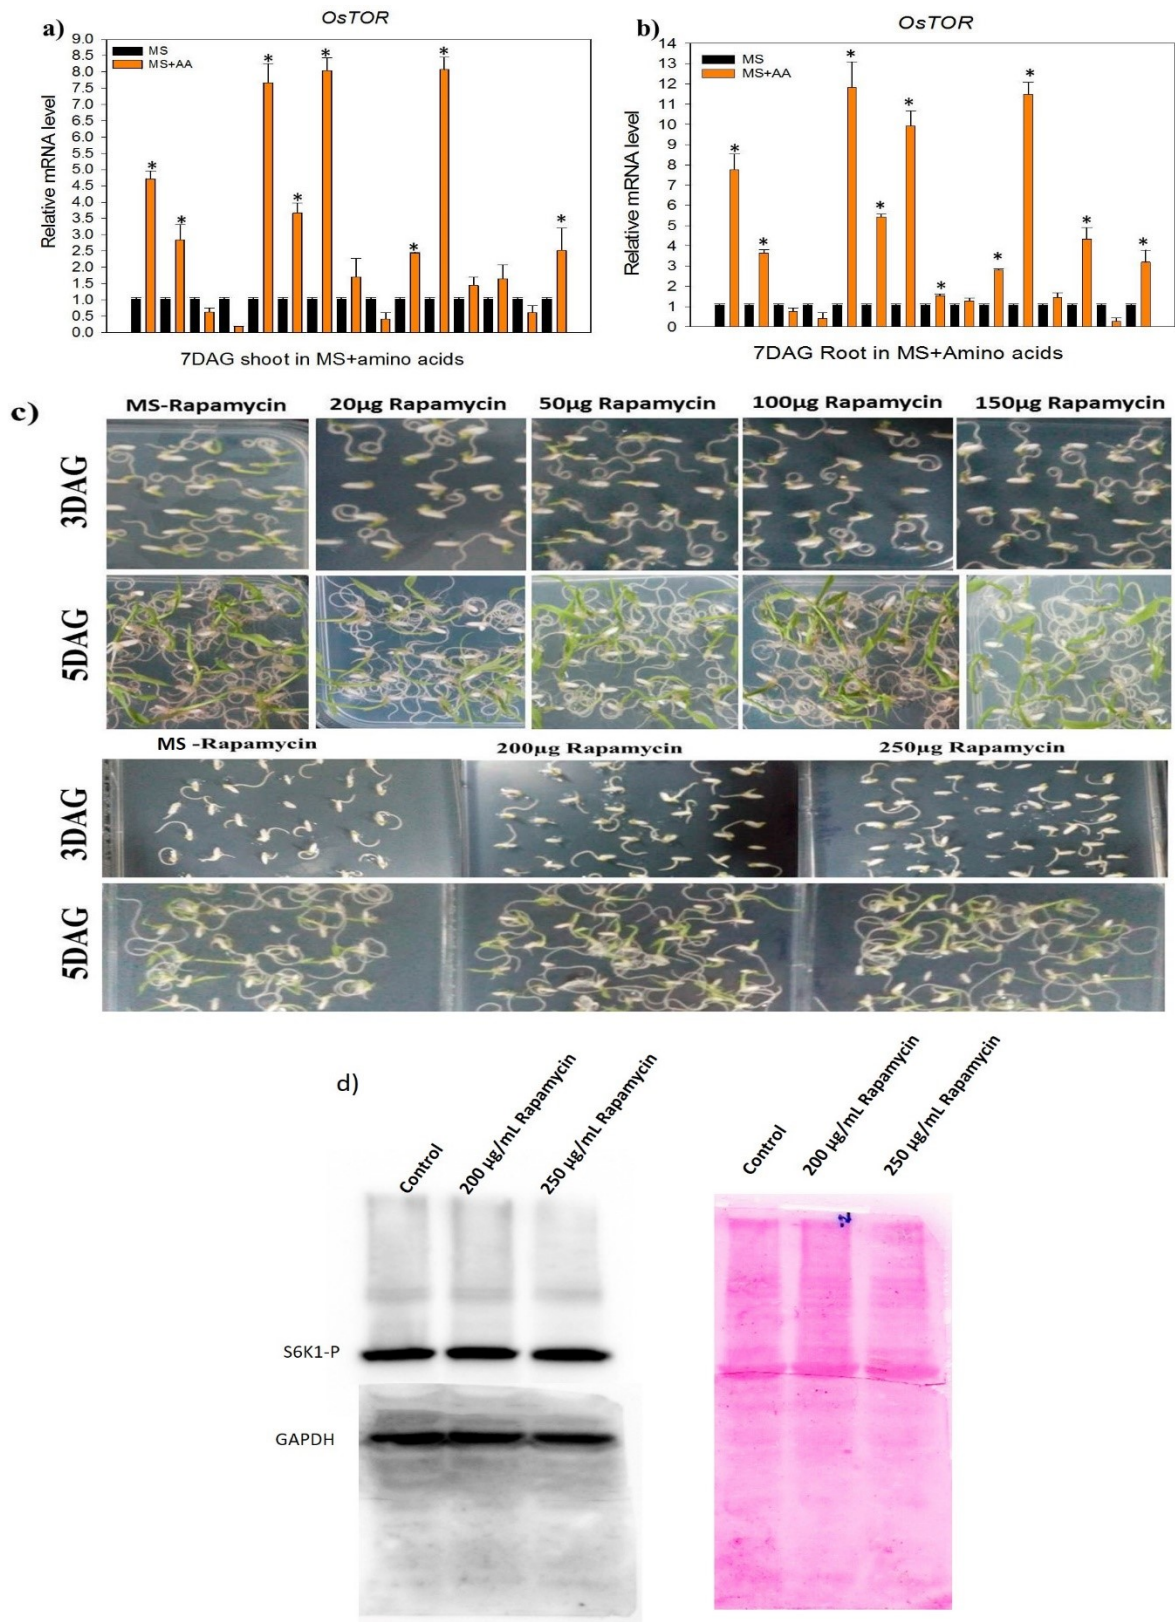 a)
OsTOR
MS
MS+AA
Relative mRNA level
9.0
8.5
8.0
7.5
7.0
6.5
6.0
5.5
5.0
4.5
4.0
3.5
3.0
2.5
2.0
1.5
1.0
0.5
0.0
* * * * * * * *
7DAG shoot in MS+amino acids
b)
OsTOR
MS
MS+AA
Relative mRNA level
14
13
12
11
10
9
8
7
6
5
4
3
2
1
0
* * * * * * * * * *
7DAG Root in MS+Amino acids
c)
MS-Rapamycin 20µg Rapamycin 50µg Rapamycin 100µg Rapamycin 150µg Rapamycin
3DAG
5DAG
MS -Rapamycin 200µg Rapamycin 250µg Rapamycin
3DAG
5DAG
d)
Control 200 µg/mL Rapamycin 250 µg/mL Rapamycin
Control 200 µg/mL Rapamycin 250 µg/mL Rapamycin
S6K1-P
GAPDH